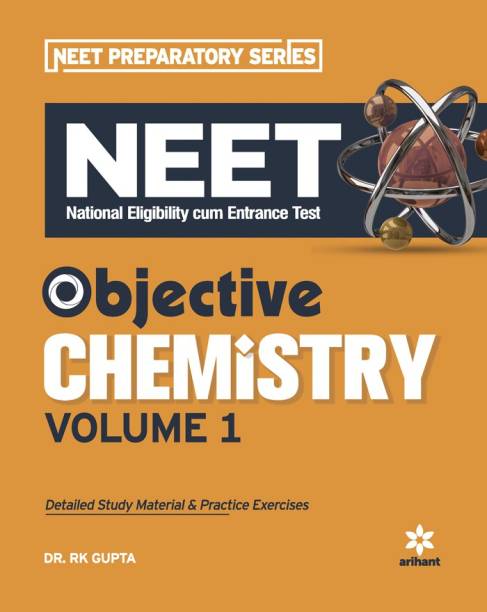 NEET PREPARATORY SERIES
NEET
National Eligibility cum Entrance Test
Objective
CHEMiSTRY
VOLUME 1
Detailed Study Material & Practice Exercises
DR. RK GUPTA
arihant